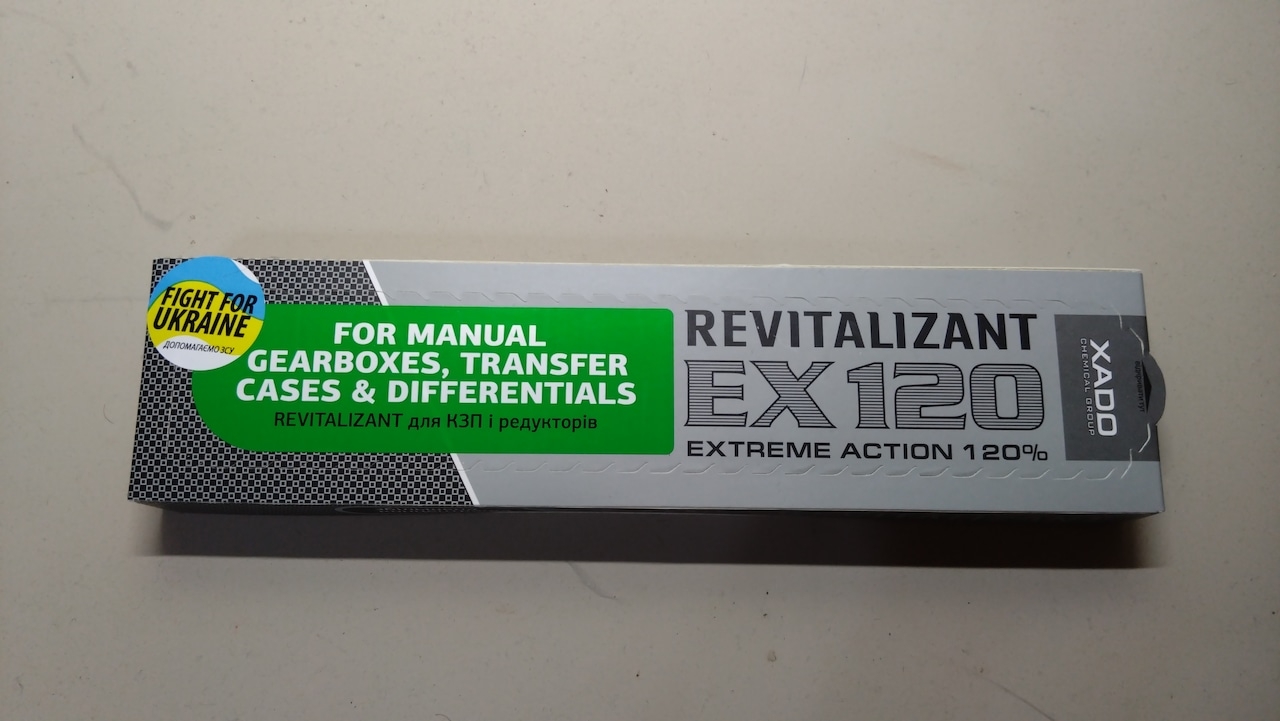 FIGHT FOR
UKRAINE
ДОПОМАГАЄМО ЗСУ
FOR MANUAL
GEARBOXES, TRANSFER
CASES & DIFFERENTIALS
REVITALIZANT для КЗП і редукторів
REVITALIZANT
EX120
EXTREME ACTION 120%
XADO
CHEMICAL GROUP